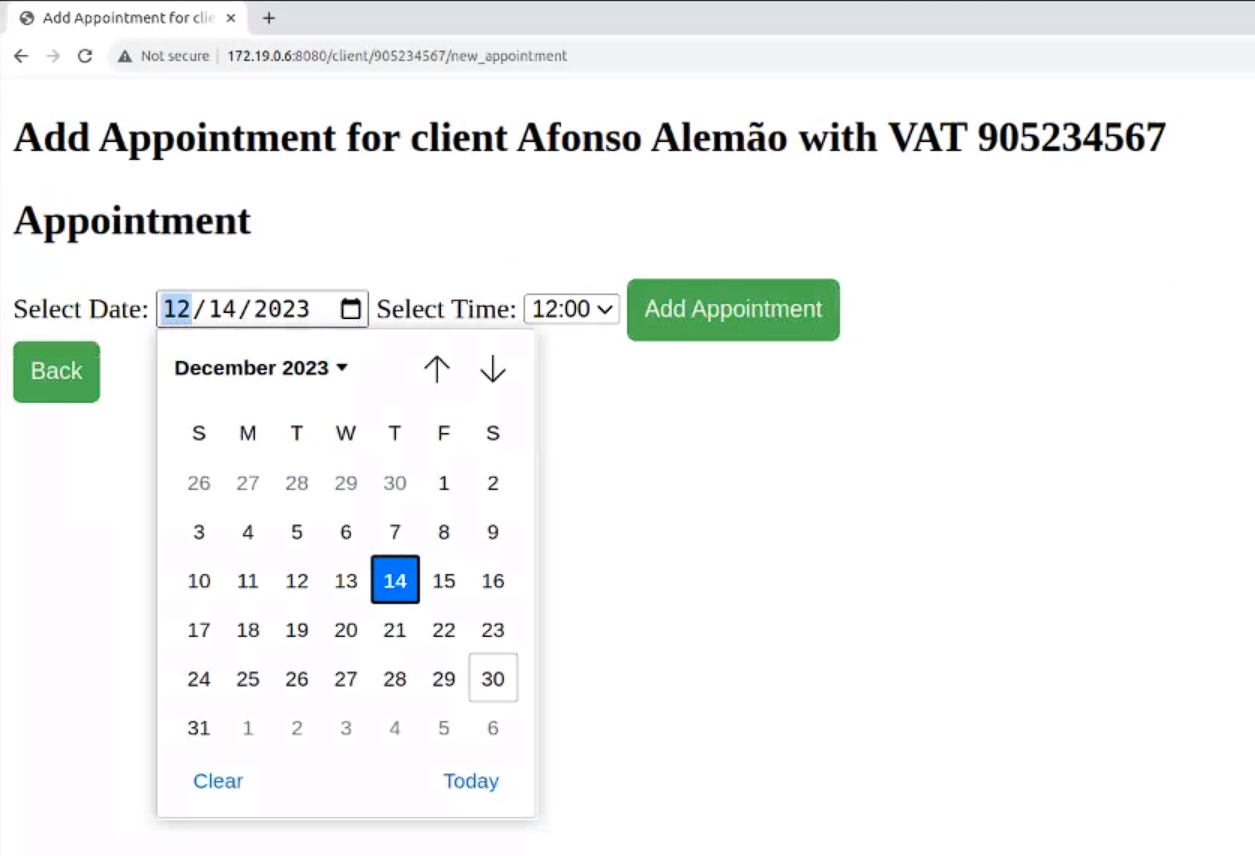 Add Appointment for clie
Not secure 172.19.0.6:8080/client/905234567/new_appointment
Add Appointment for client Afonso Alemão with VAT 905234567
Appointment
Select Date: 12/14/2023 Select Time: 12:00 Add Appointment
Back
December 2023
S M T W T F S
26 27 28 29 30 1 2
3 4 5 6 7 8 9
10 11 12 13 14 15 16
17 18 19 20 21 22 23
24 25 26 27 28 29 30
31 1 2 3 4 5 6
Clear Today